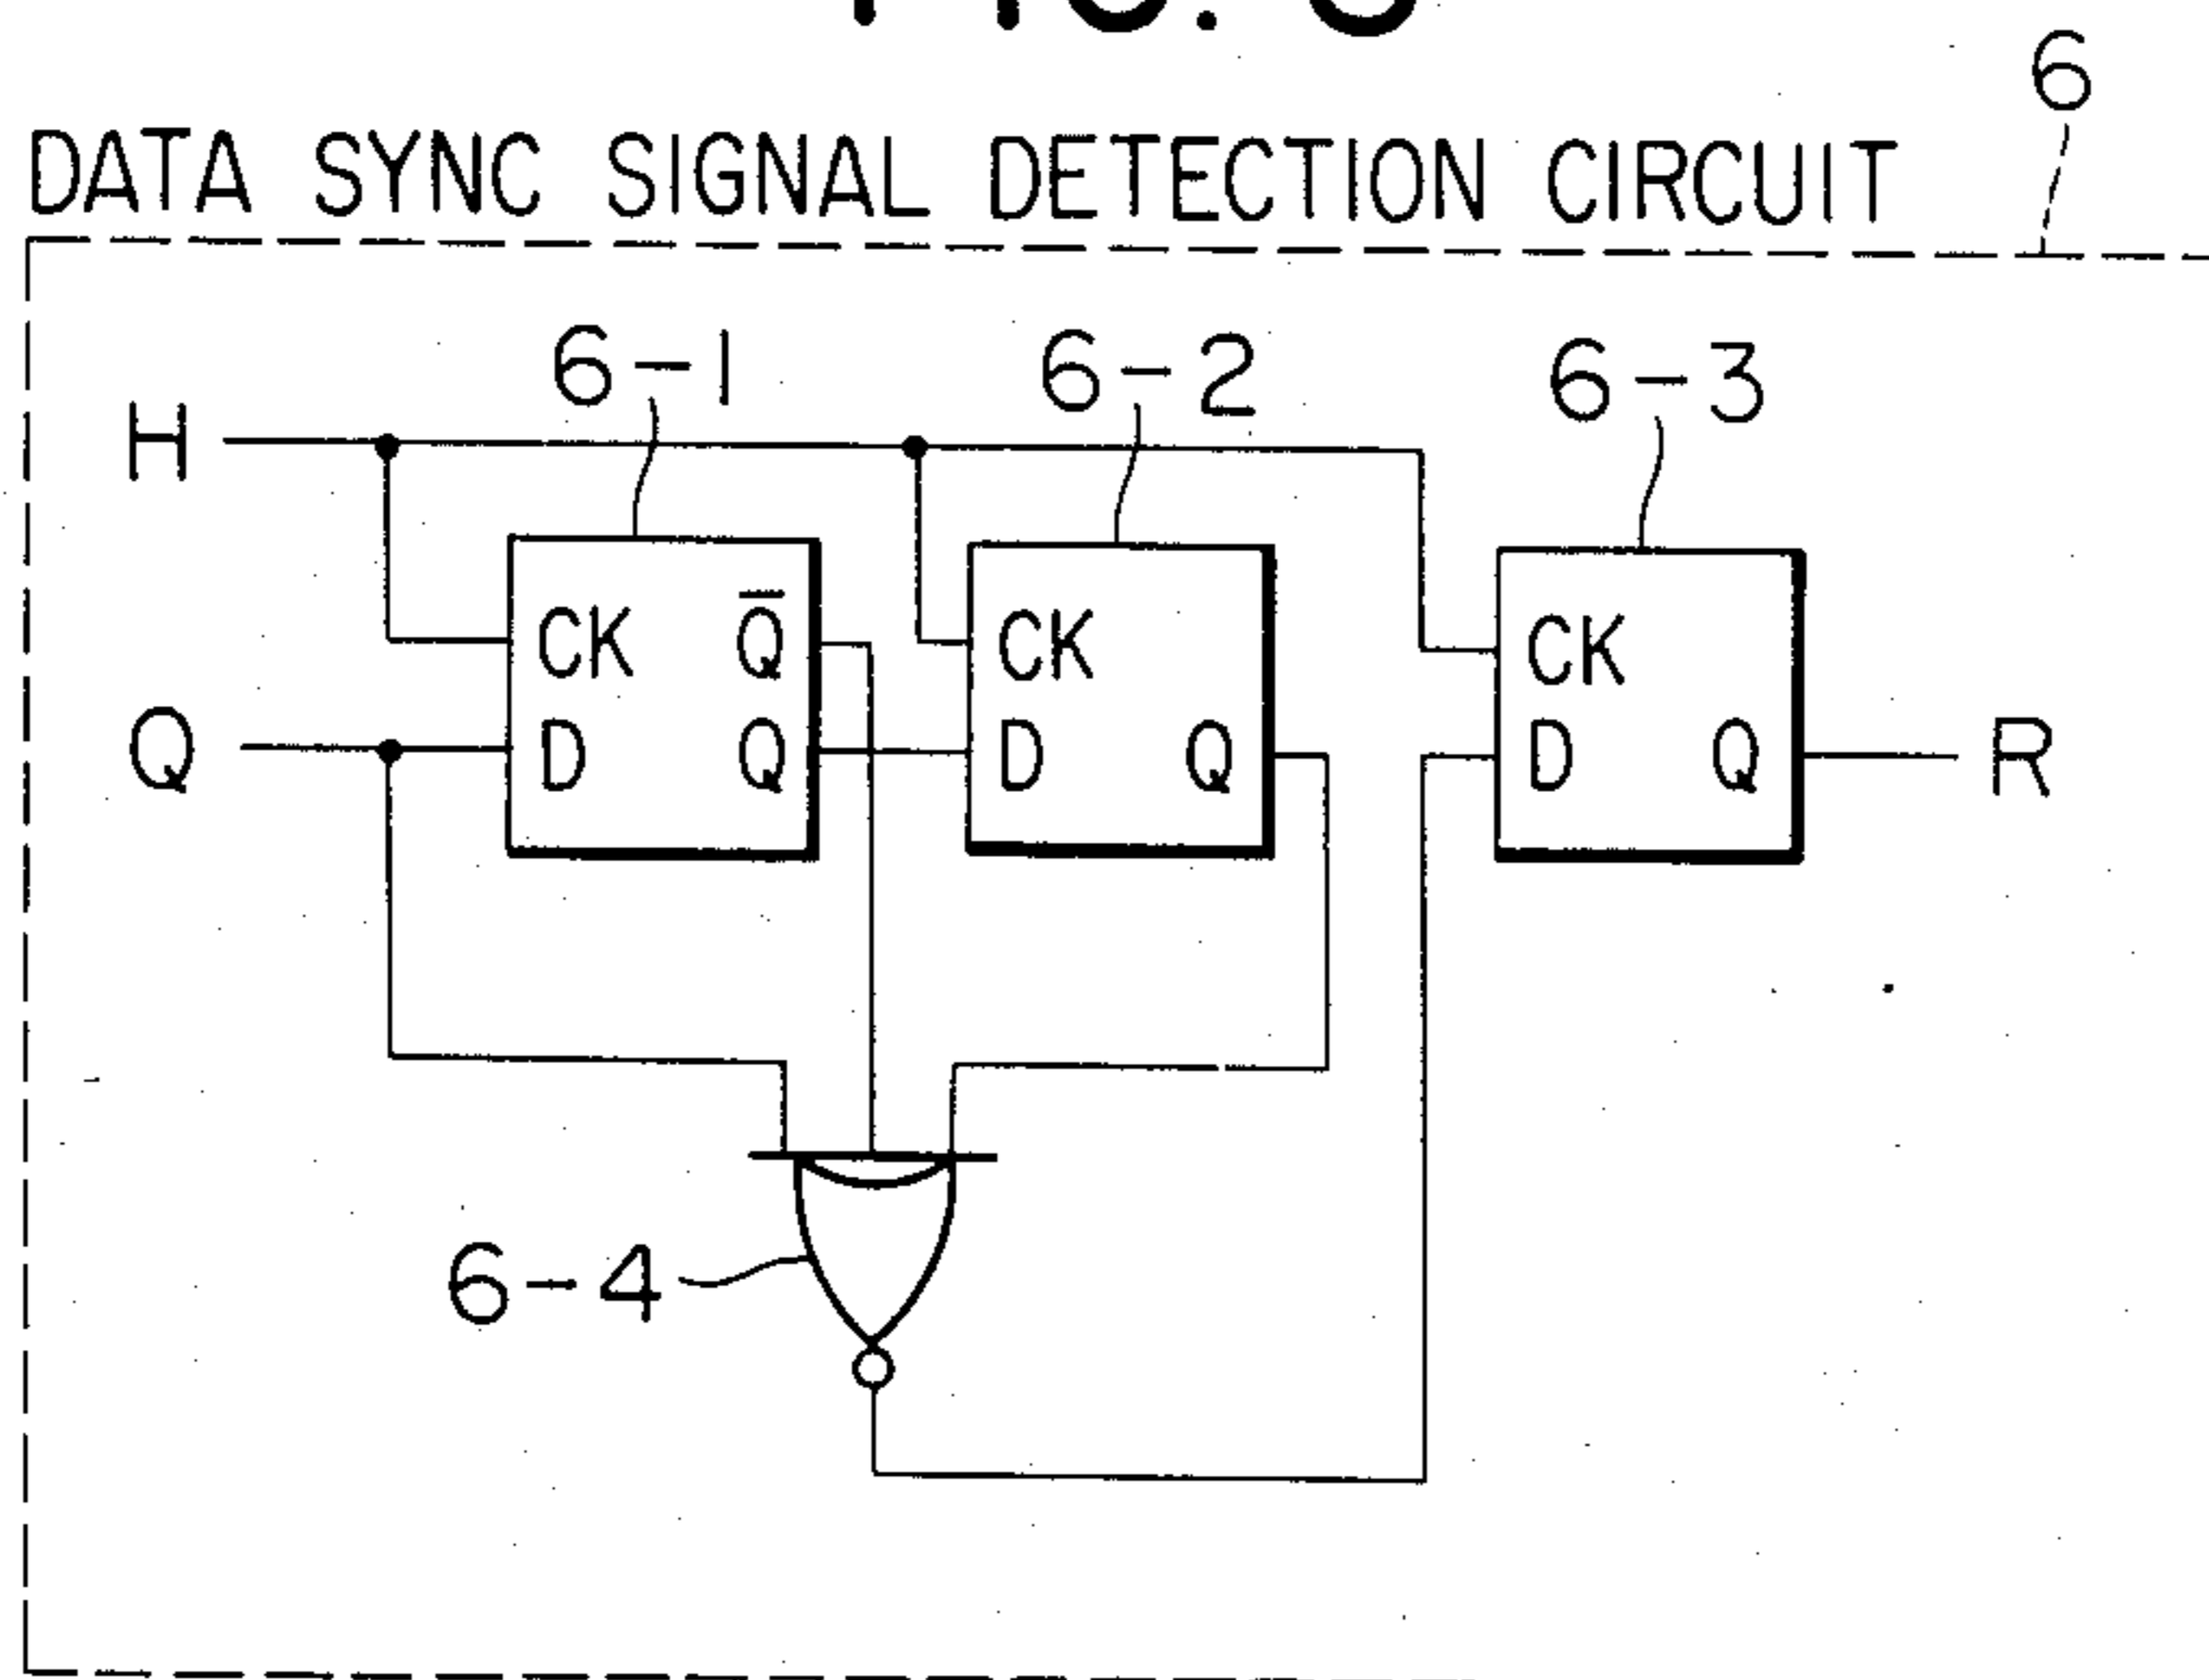 6
DATA SYNC SIGNAL DETECTION CIRCUIT
6-1
6-2
6-3
H
CK
Q̅
CK
CK
Q
D
Q
D
Q
D
Q
R
6-4